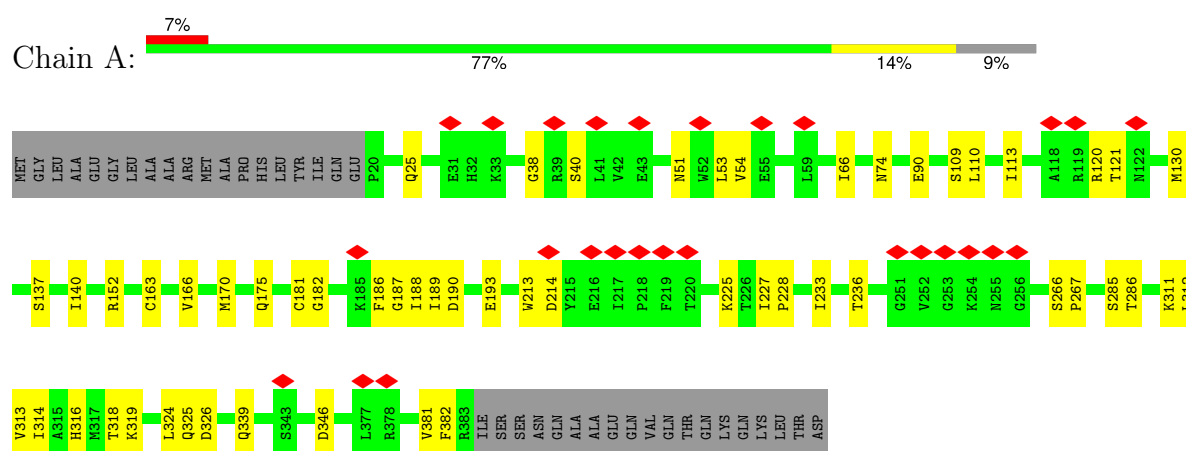 7%
Chain A:
77% 14% 9%
MET GLY LEU ALA GLU GLY LEU ALA ALA ARG MET ALA PRO HIS LEU TYR ILE GLN GLU P20 Q25 E31 H32 K33 G38 R39 S40 L41 V42 E43 N51 W52 L53 V54 E55 L59 I66 N74 E90 S109 L110 I113 A118 R119 R120 T121 N122 M130
S137 I140 R152 C163 V166 M170 Q175 C181 G182 K185 F186 G187 I188 I189 D190 E193 W213 D214 Y215 E216 I217 P218 F219 T220 K225 T226 I227 P228 I233 T236 G251 V252 G253 K254 N255 G256 S266 P267 S285 T286 K311 L312
V313 I314 A315 H316 M317 T318 K319 L324 Q325 D326 Q339 S343 D346 L377 R378 V381 F382 R383 ILE SER SER ASN GLN ALA ALA GLU GLN VAL GLN THR GLN LYS GLN LYS LEU THR ASP